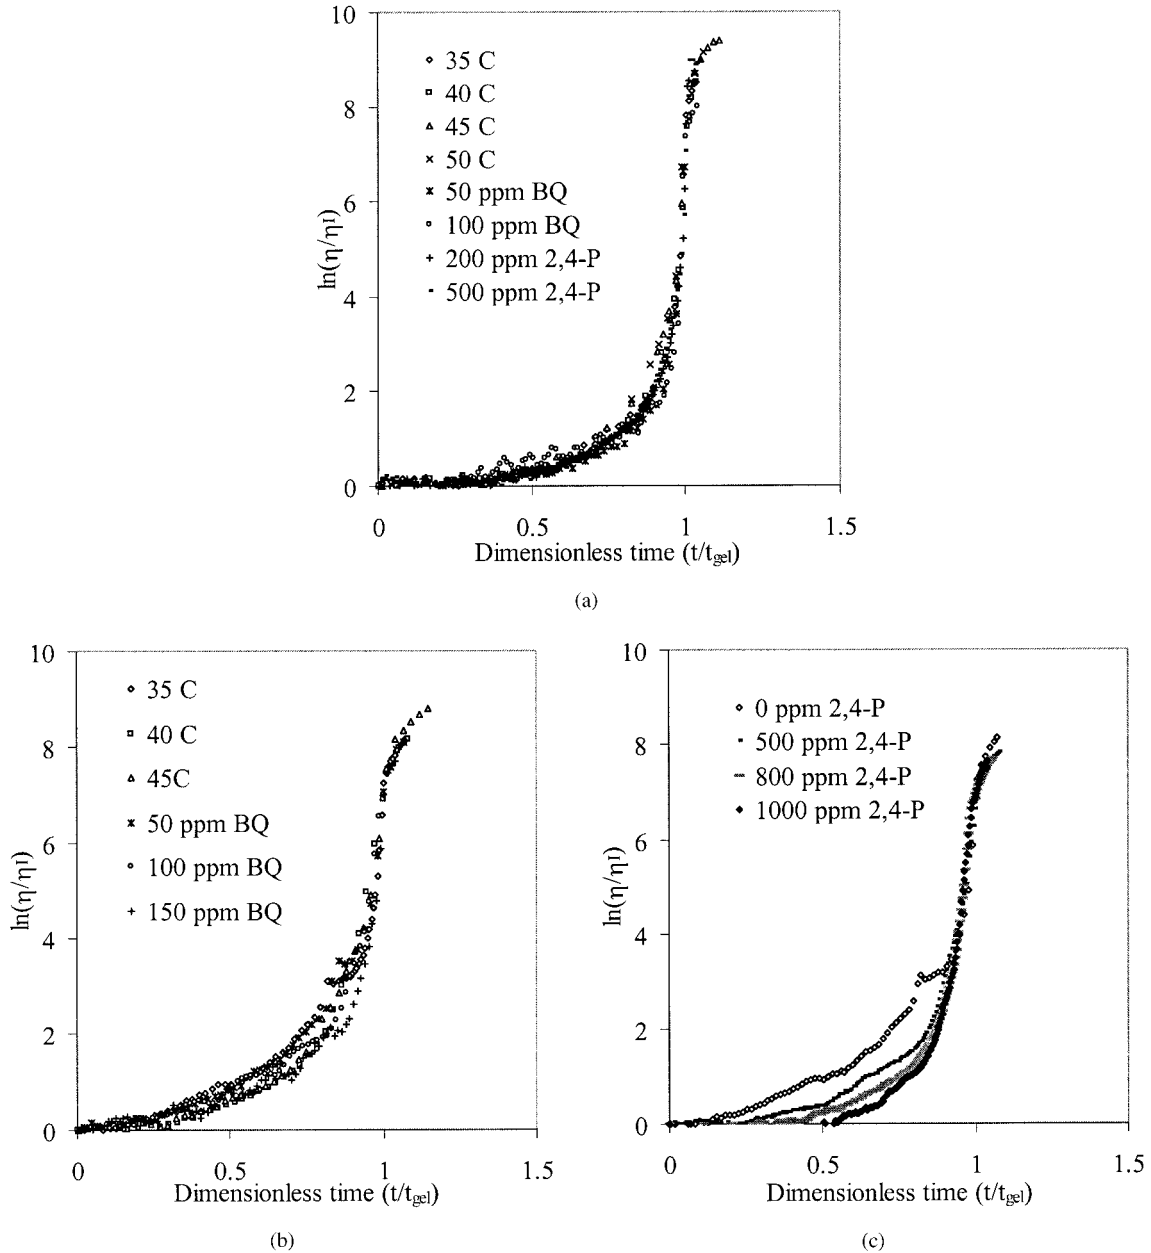 10
8
6
4
2
0
ln(η/ηI)
35 C
40 C
45 C
50 C
50 ppm BQ
100 ppm BQ
200 ppm 2,4-P
500 ppm 2,4-P
0 0.5 1 1.5
Dimensionless time (t/tgel)
(a)
10
8
6
4
2
0
ln(η/ηI)
35 C
40 C
45C
50 ppm BQ
100 ppm BQ
150 ppm BQ
0 0.5 1 1.5
Dimensionless time (t/tgel)
(b)
10
8
6
4
2
0
ln(η/ηI)
0 ppm 2,4-P
500 ppm 2,4-P
800 ppm 2,4-P
1000 ppm 2,4-P
0 0.5 1 1.5
Dimensionless time (t/tgel)
(c)